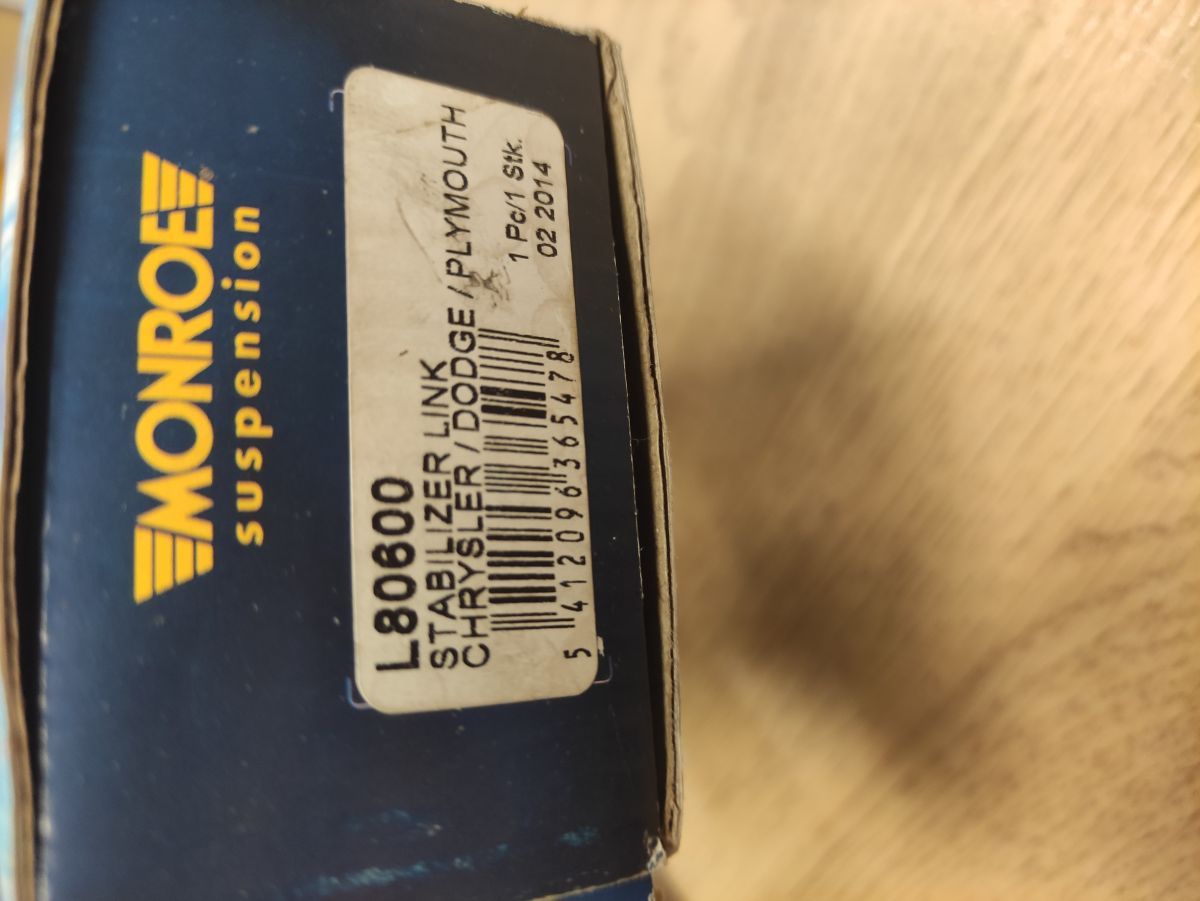 MONROE
suspension
L80600
STABILIZER LINK
CHRYSLER / DODGE / PLYMOUTH
1 Pc/1 Stk.
02 2014
5 412096 365478